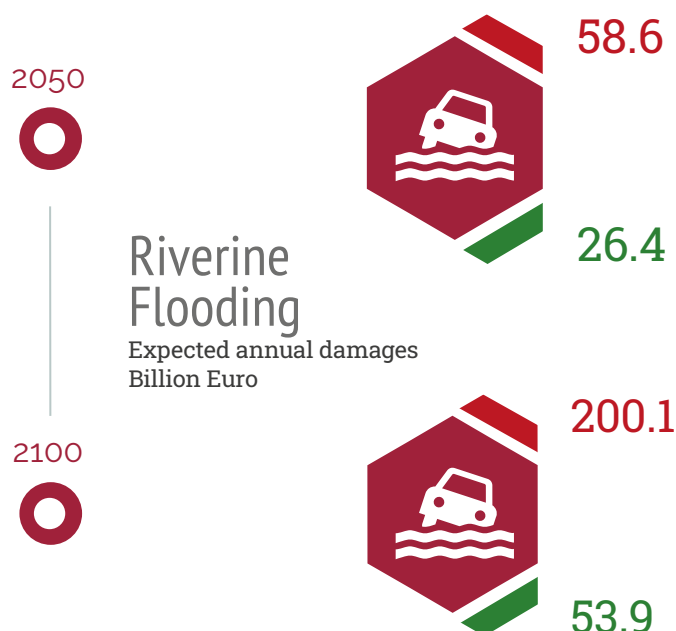 2050
58.6
26.4
Riverine
Flooding
Expected annual damages
Billion Euro
2100
200.1
53.9